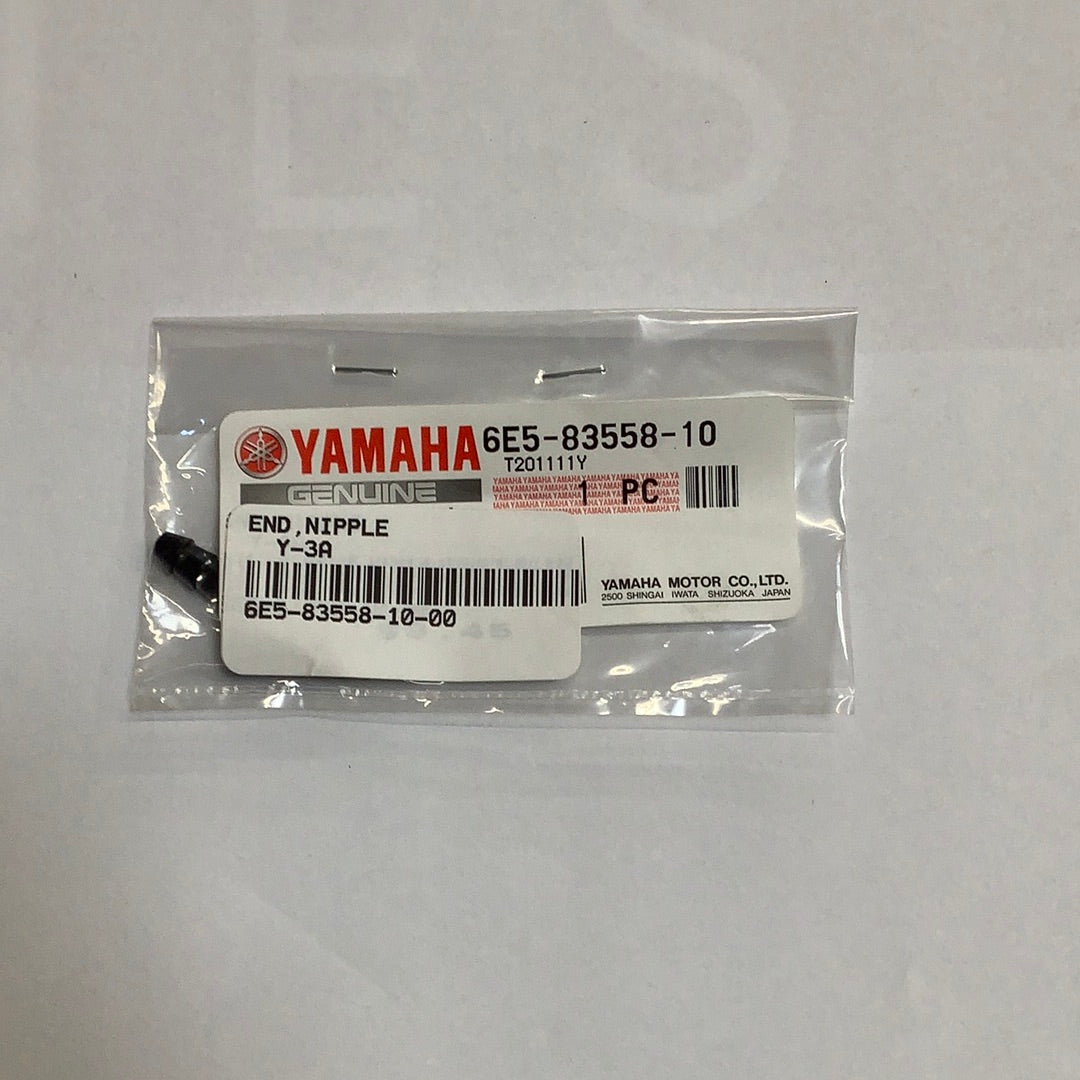 YAMAHA 6E5-83558-10
T201111Y
GENUINE
1 PC
END,NIPPLE
Y-3A
6E5-83558-10-00
YAMAHA MOTOR CO.,LTD.
2500 SHINGAI IWATA SHIZUOKA JAPAN
E S